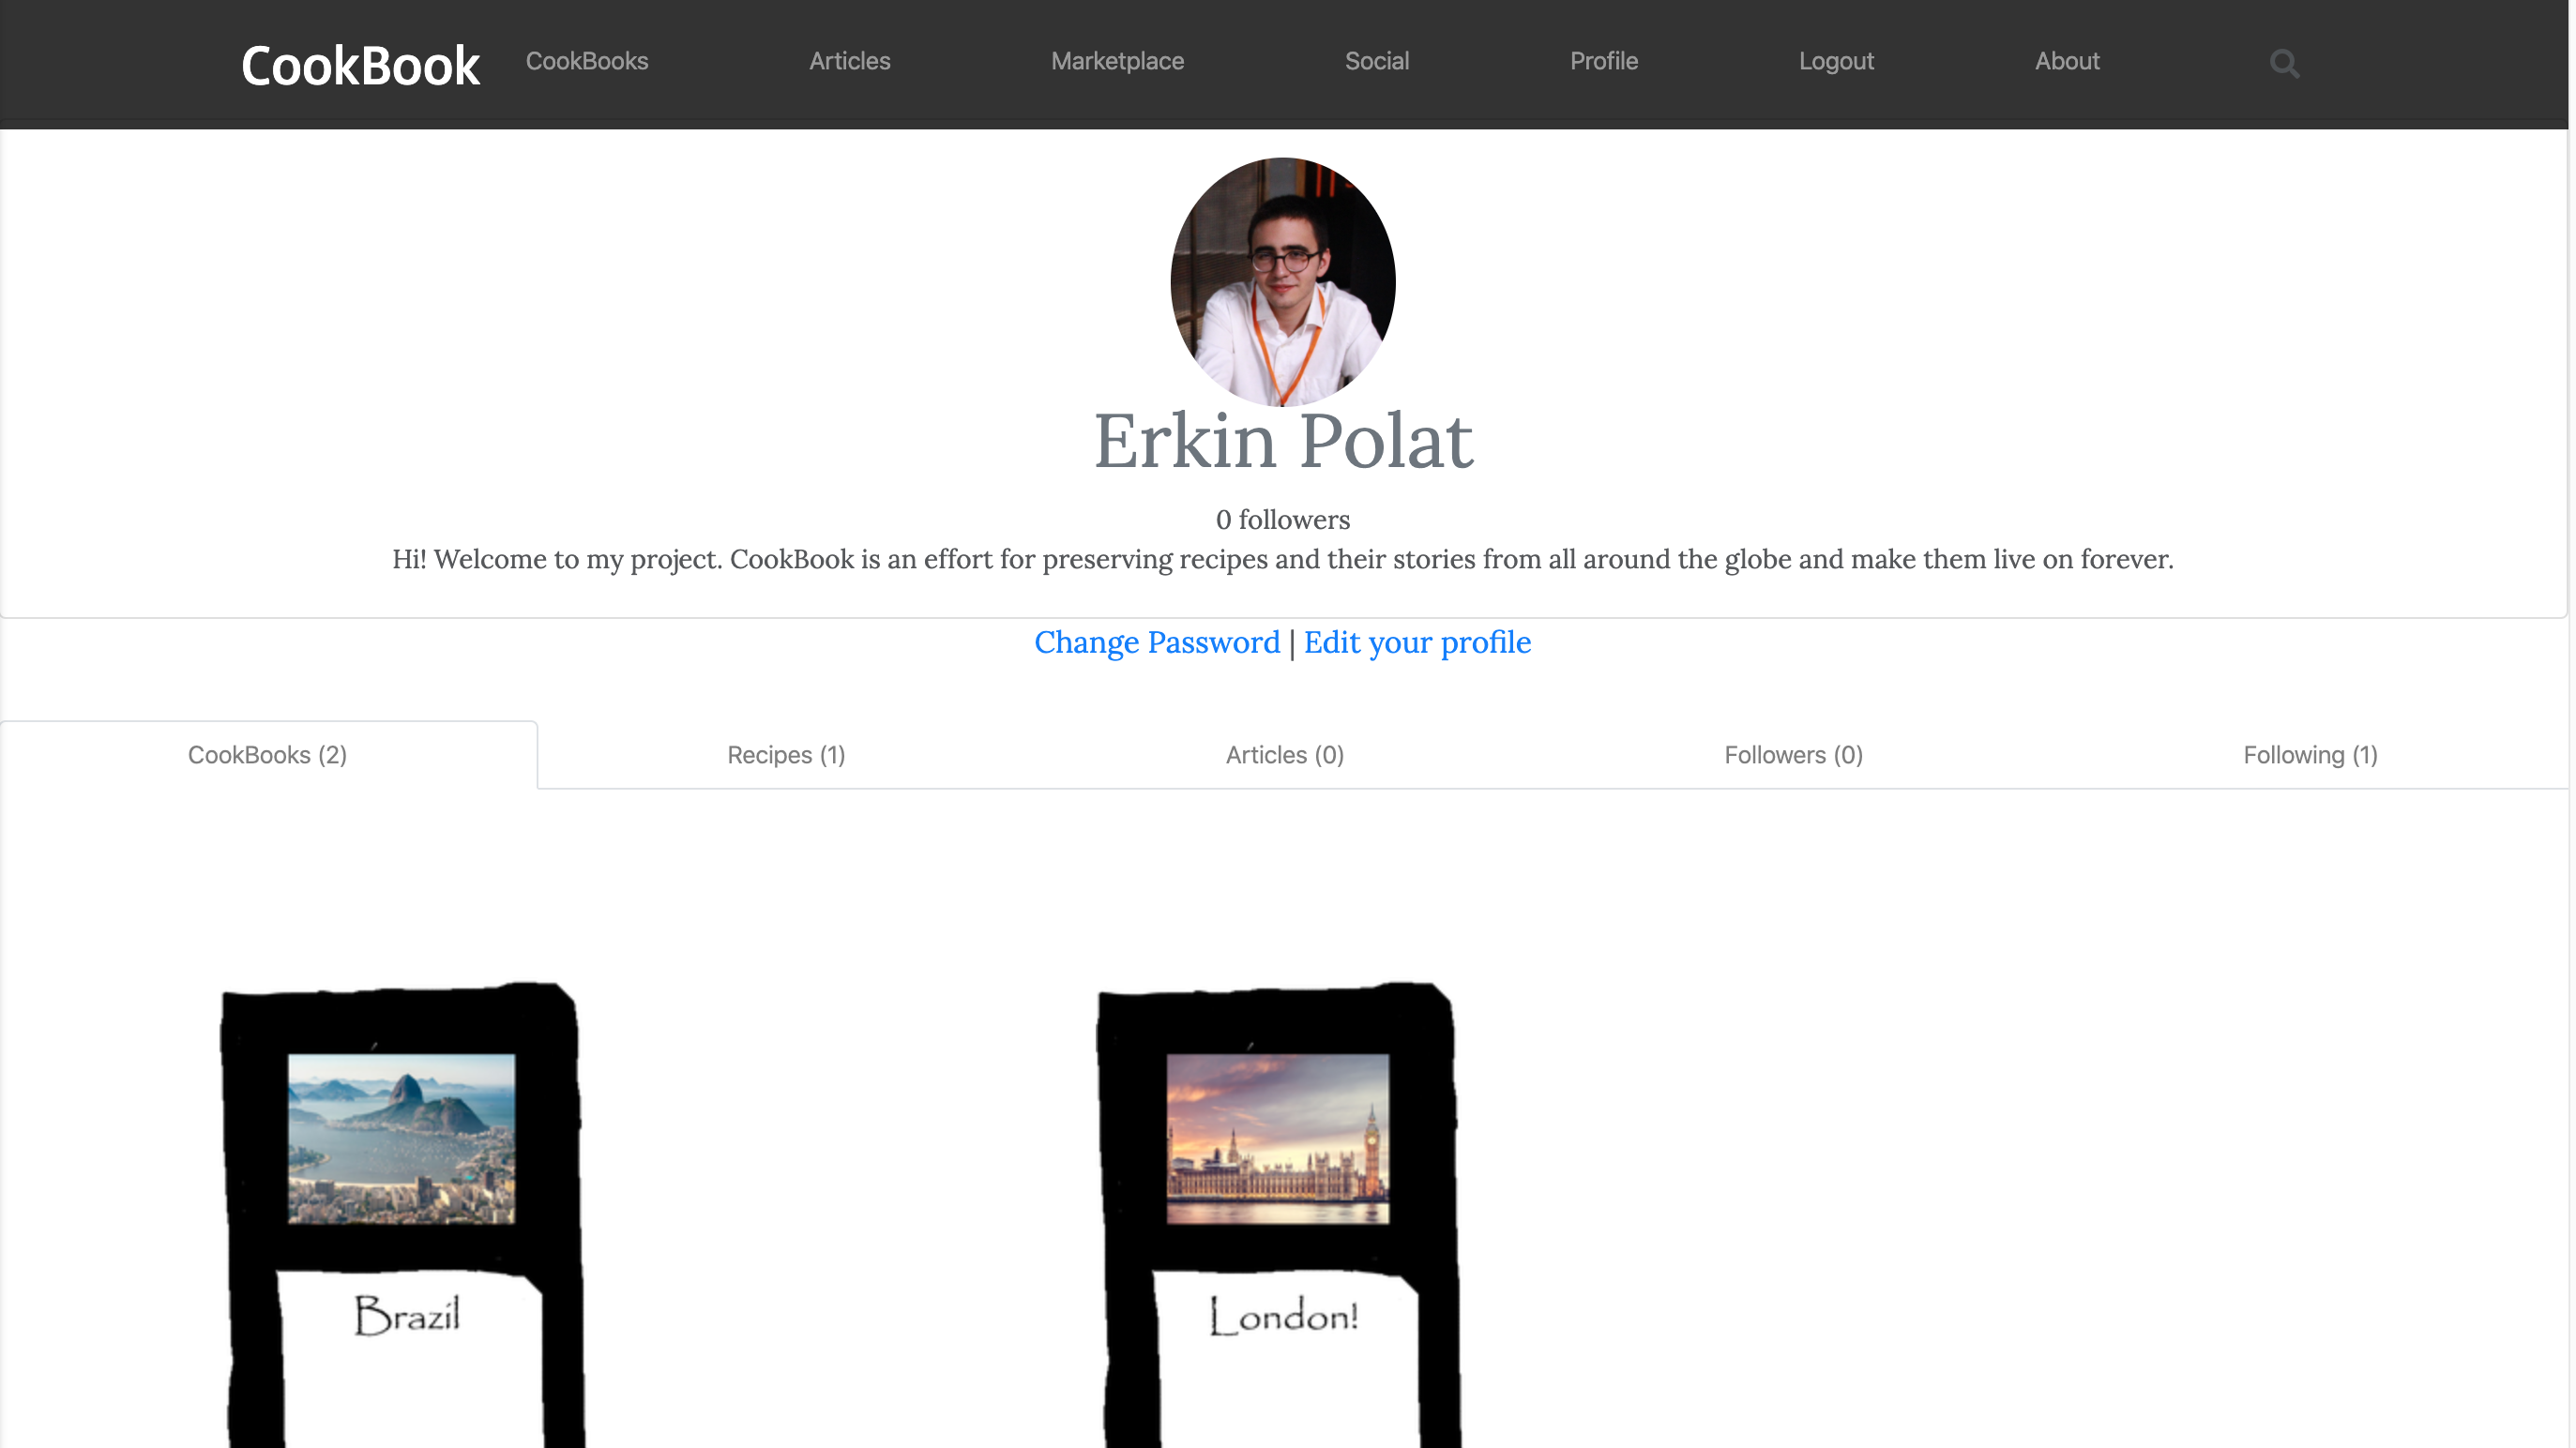 CookBook CookBooks Articles Marketplace Social Profile Logout About
Erkin Polat
0 followers
Hi! Welcome to my project. CookBook is an effort for preserving recipes and their stories from all around the globe and make them live on forever.
Change Password | Edit your profile
CookBooks (2) Recipes (1) Articles (0) Followers (0) Following (1)
Brazil London!